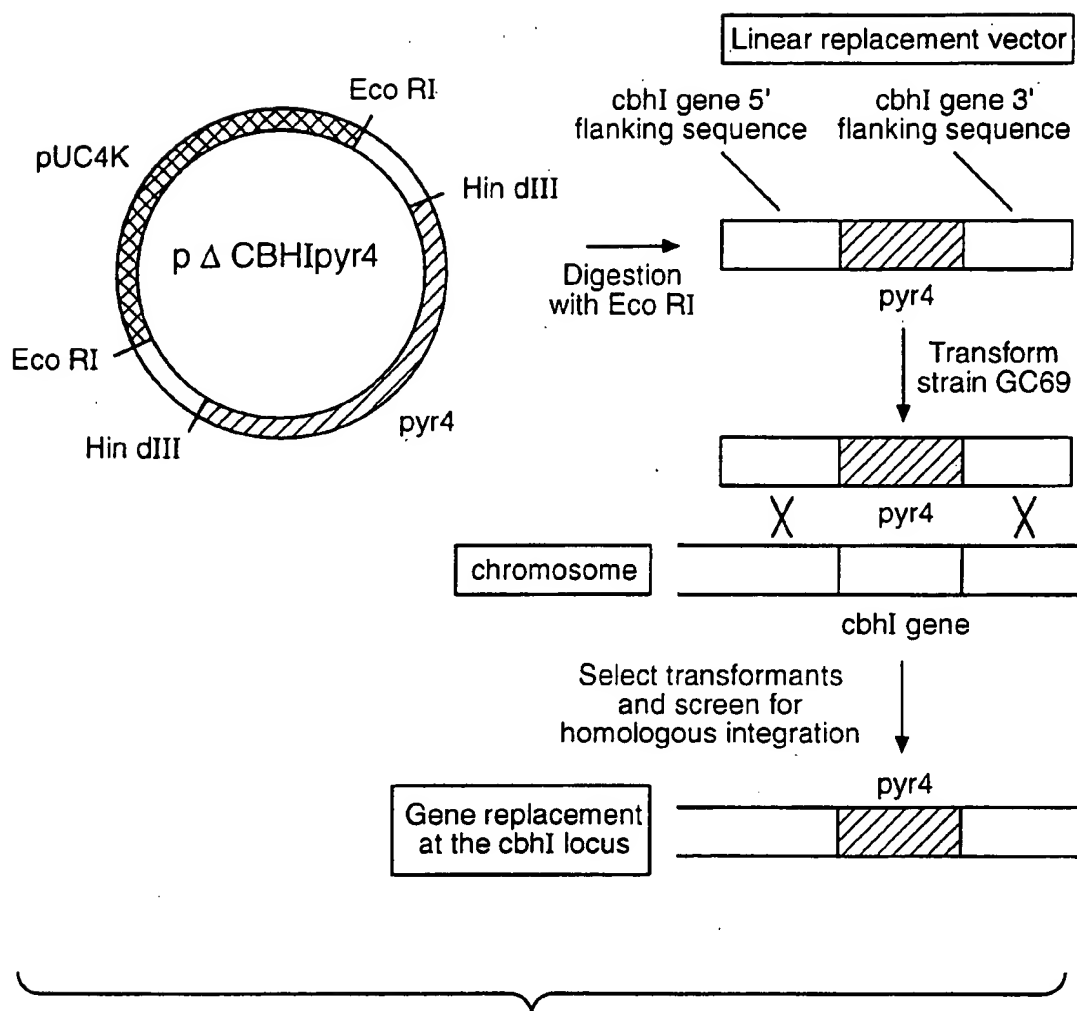 Linear replacement vector
cbhI gene 5'
flanking sequence
cbhI gene 3'
flanking sequence
Eco RI
pUC4K
Hin dIII
p Δ CBHIpyr4
Eco RI
Hin dIII
pyr4
Digestion
with Eco RI
pyr4
Transform
strain GC69
pyr4
chromosome
cbhI gene
Select transformants
and screen for
homologous integration
pyr4
Gene replacement
at the cbhI locus